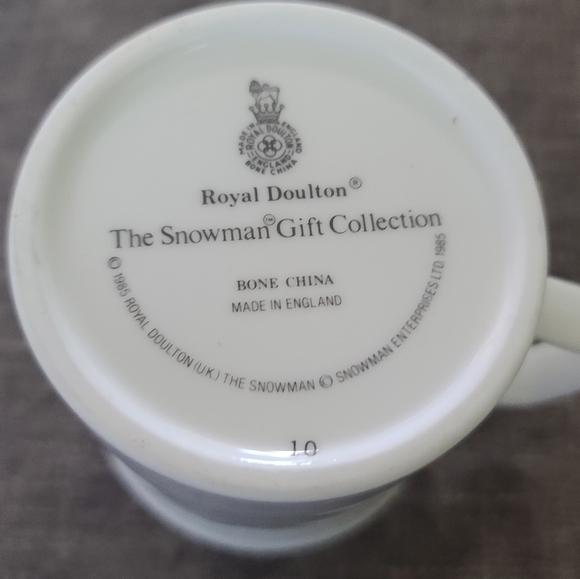 MADE IN ENGLAND
ROYAL DOULTON
ENGLAND
BONE CHINA
Royal Doulton®
The Snowman™ Gift Collection
BONE CHINA
MADE IN ENGLAND
© 1985 ROYAL DOULTON (U.K.) THE SNOWMAN © SNOWMAN ENTERPRISES LTD 1985
10